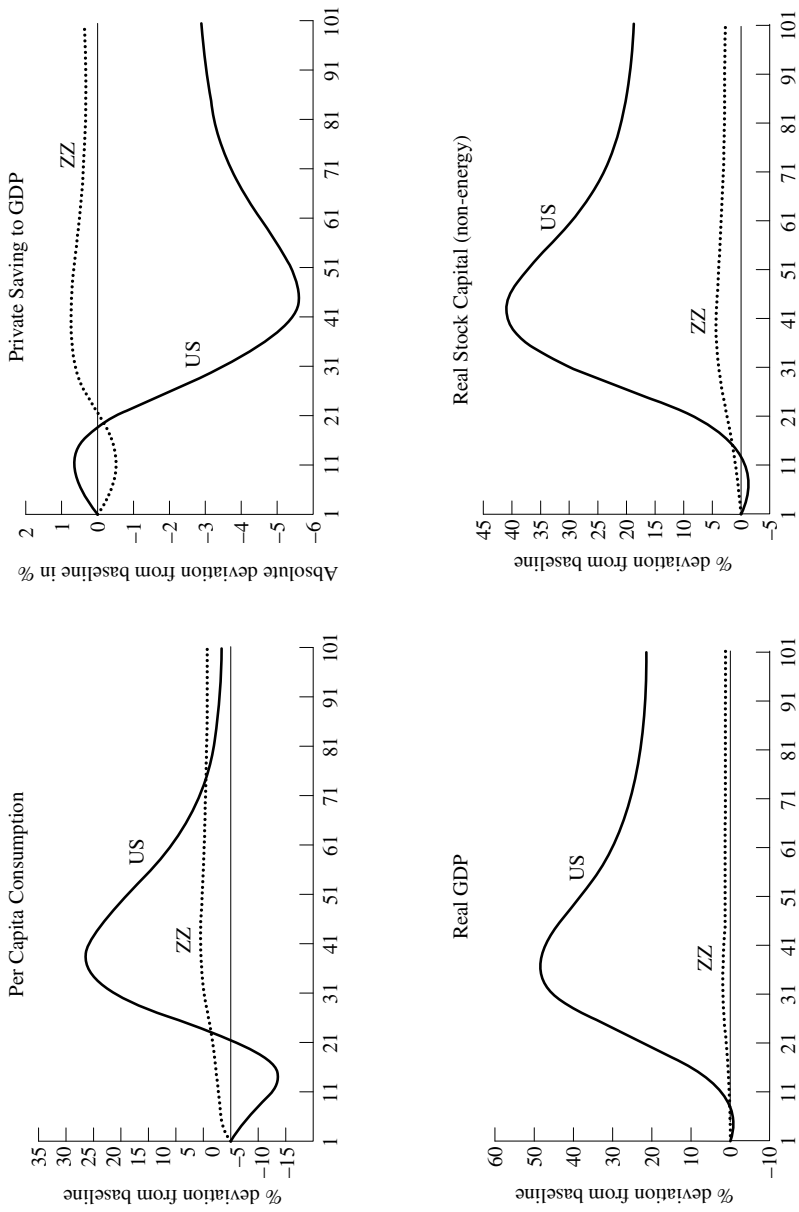 Per Capita Consumption
% deviation from baseline
35
30
25
20
15
10
5
0
−5
−10
−15
US
ZZ
1 11 21 31 41 51 61 71 81 91 101
Private Saving to GDP
Absolute deviation from baseline in %
2
1
0
−1
−2
−3
−4
−5
−6
ZZ
US
1 11 21 31 41 51 61 71 81 91 101
Real GDP
% deviation from baseline
60
50
40
30
20
10
0
−10
US
ZZ
1 11 21 31 41 51 61 71 81 91 101
Real Stock Capital (non-energy)
% deviation from baseline
45
40
35
30
25
20
15
10
5
0
−5
US
ZZ
1 11 21 31 41 51 61 71 81 91 101